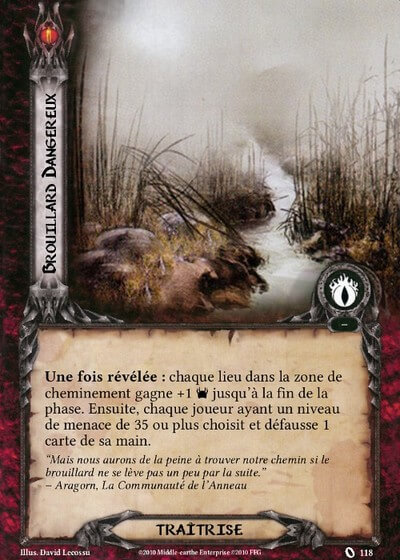 BROUILLARD DANGEREUX
Une fois révélée : chaque lieu dans la zone de
cheminement gagne +1 jusqu'à la fin de la
phase. Ensuite, chaque joueur ayant un niveau
de menace de 35 ou plus choisit et défausse 1
carte de sa main.
"Mais nous aurons de la peine à trouver notre chemin si le
brouillard ne se lève pas un peu par la suite."
– Aragorn, La Communauté de l'Anneau
TRAÎTRISE
Illus. David Lecossu
©2010 Middle-earthe Enterprise ©2010 FFG
118